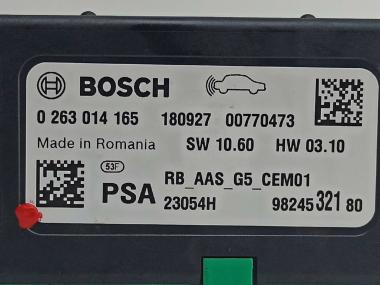 BOSCH
0 263 014 165 180927 00770473
Made in Romania SW 10.60 HW 03.10
53F
PSA RB_AAS_G5_CEM01
23054H 98245 321 80